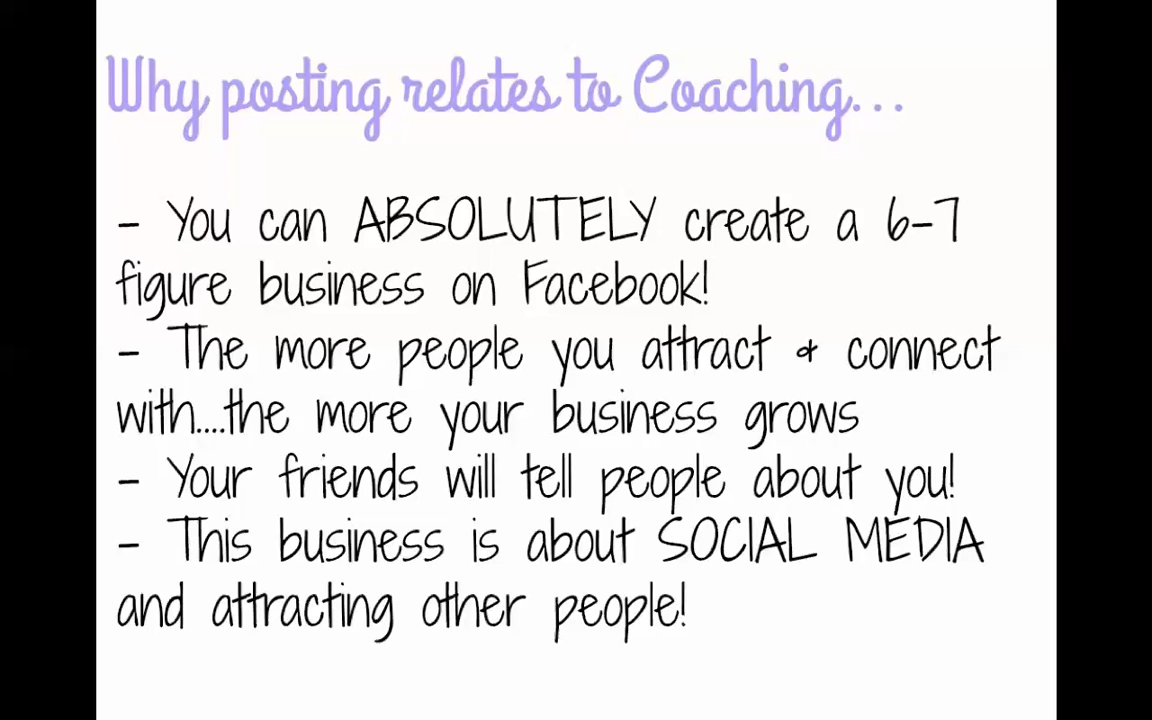 Why posting relates to Coaching...
- You can ABSOLUTELY create a 6-7
figure business on Facebook!
- The more people you attract & connect
with....the more your business grows
- Your friends will tell people about you!
- This business is about SOCIAL MEDIA
and attracting other people!